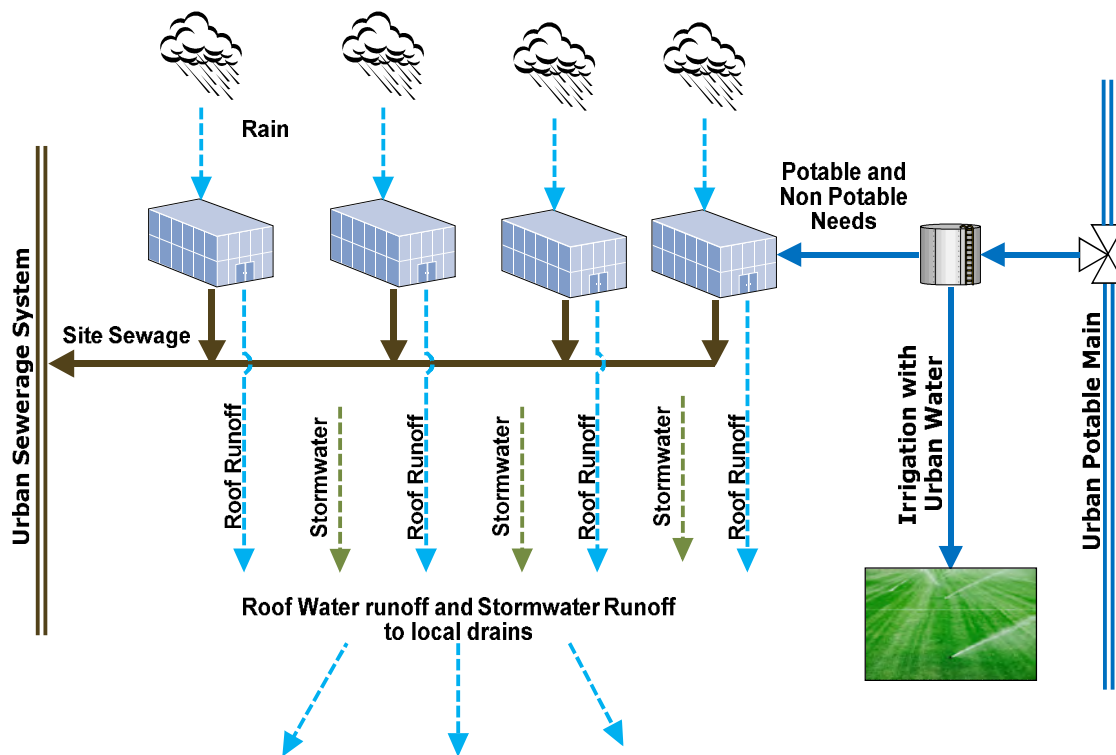 Rain
Potable and
Non Potable
Needs
Urban Sewerage System
Site Sewage
Roof Runoff
Stormwater
Roof Runoff
Stormwater
Roof Runoff
Stormwater
Roof Runoff
Irrigation with
Urban Water
Urban Potable Main
Roof Water runoff and Stormwater Runoff
to local drains